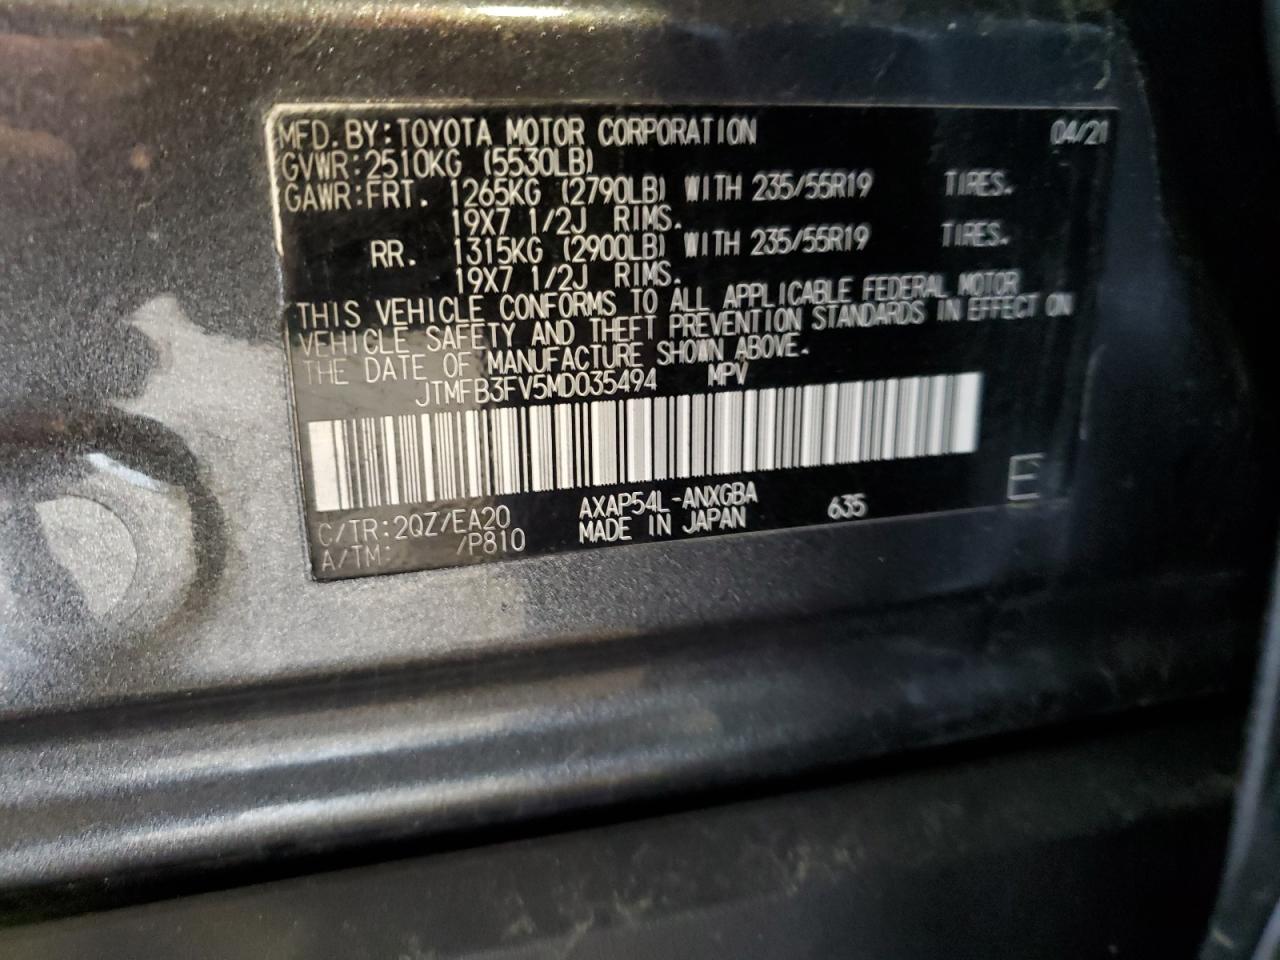 MFD. BY: TOYOTA MOTOR CORPORATION 04/21
GVWR: 2510KG (5530LB)
GAWR: FRT. 1265KG (2790LB) WITH 235/55R19 TIRES.
19X7 1/2J RIMS.
RR. 1315KG (2900LB) WITH 235/55R19 TIRES.
19X7 1/2J RIMS.
THIS VEHICLE CONFORMS TO ALL APPLICABLE FEDERAL MOTOR
VEHICLE SAFETY AND THEFT PREVENTION STANDARDS IN EFFECT ON
THE DATE OF MANUFACTURE SHOWN ABOVE.
JTMFB3FV5MD035494 MPV
C/TR: 2QZ/EA20 AXAP54L-ANXGBA 635 E
A/TM: /P810 MADE IN JAPAN